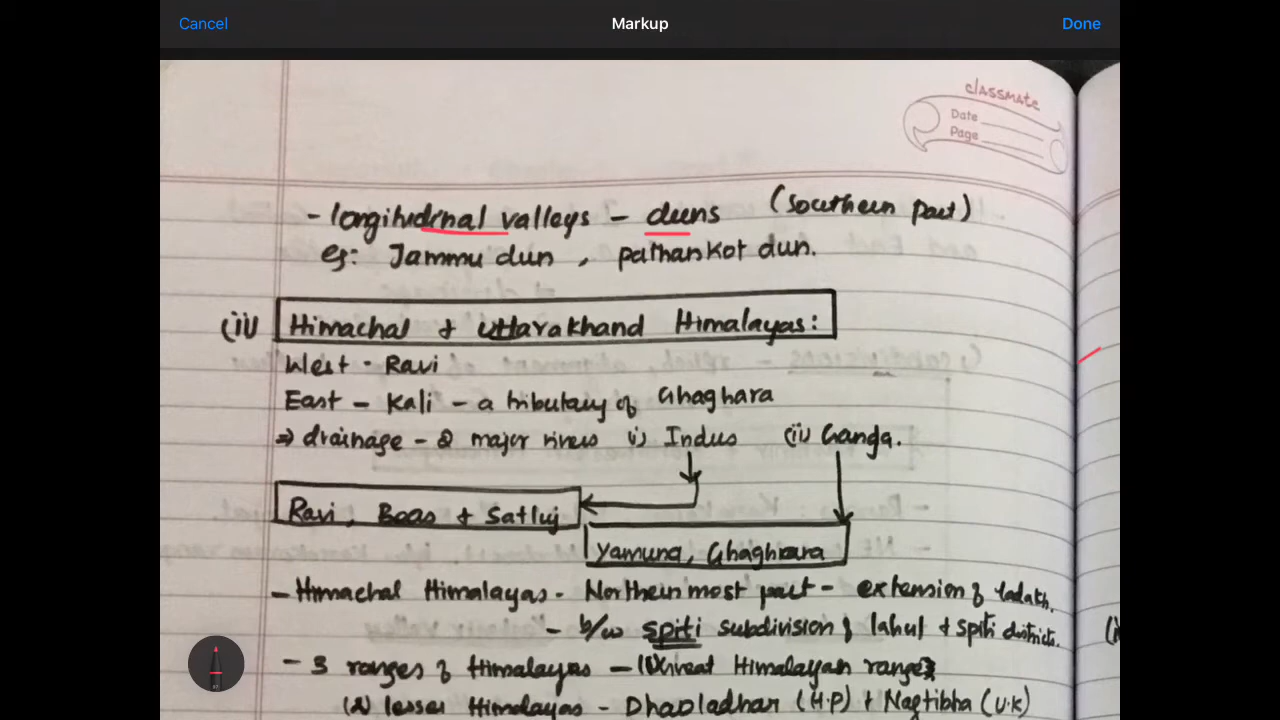 Cancel
Markup
Done
classmate
Date
Page
- longitudnal valleys - duns (southern part)
eg: Jammu dun, pathankot dun.
(ii) Himachal + uttarakhand Himalayas:
West - Ravi
East - Kali - a tributary of Ghaghara
⇒ drainage - 2 major rivers i) Indus (ii) Ganga.
Ravi, Beas + Satluj
Yamuna, Ghaghara
- Himachal Himalayas - Northern most part - extension of ladakh.
- b/w spiti subdivision of lahul + spiti districts.
- 3 ranges of Himalayas - (1) Great Himalayan range
(2) lesser Himalayas - Dhaoladhar (H.P) + Nagtibha (U.K)